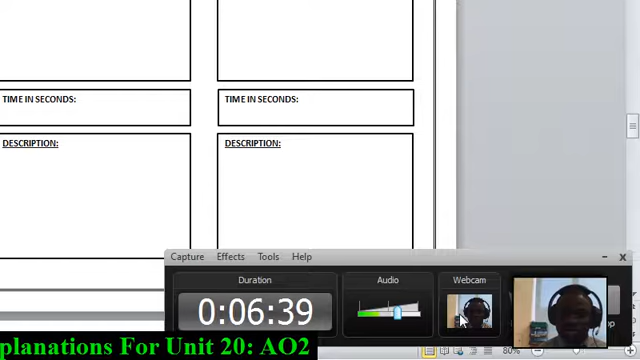 TIME IN SECONDS: TIME IN SECONDS:
DESCRIPTION: DESCRIPTION:
Capture Effects Tools Help
Duration Audio Webcam
0:06:39
planations For Unit 20: AO2
80%